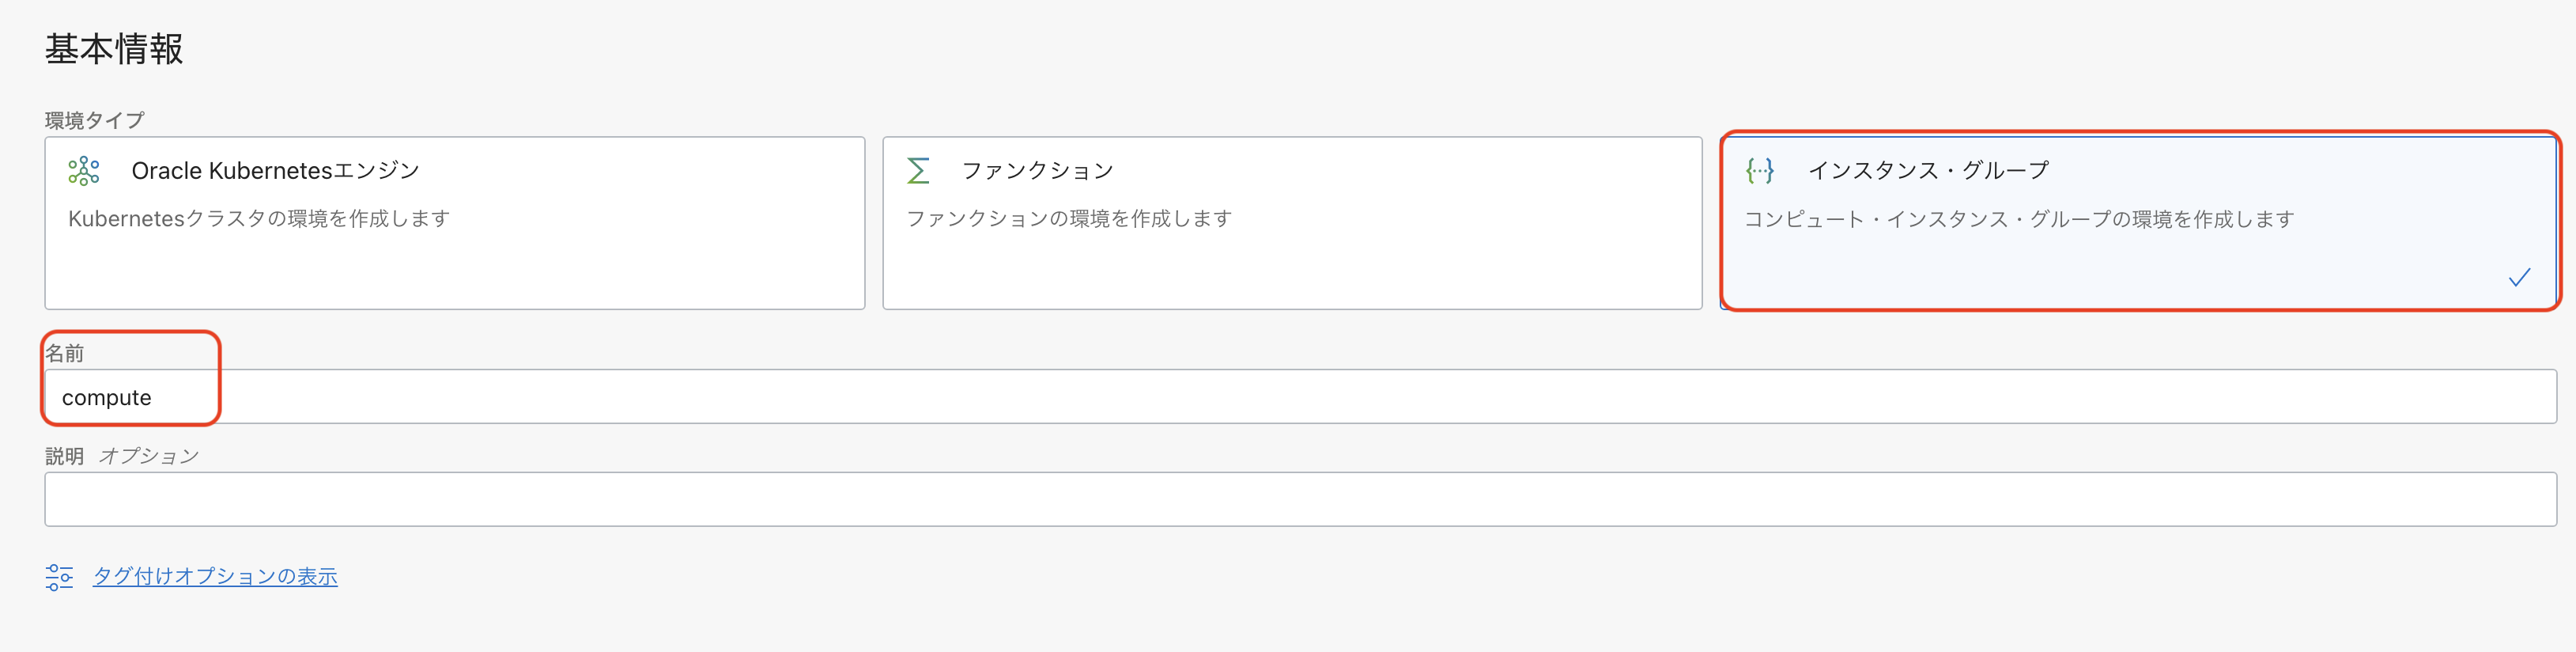 基本情報
環境タイプ
Oracle Kubernetesエンジン
Kubernetesクラスタの環境を作成します
ファンクション
ファンクションの環境を作成します
インスタンス・グループ
コンピュート・インスタンス・グループの環境を作成します
名前
compute
説明 オプション
タグ付けオプションの表示